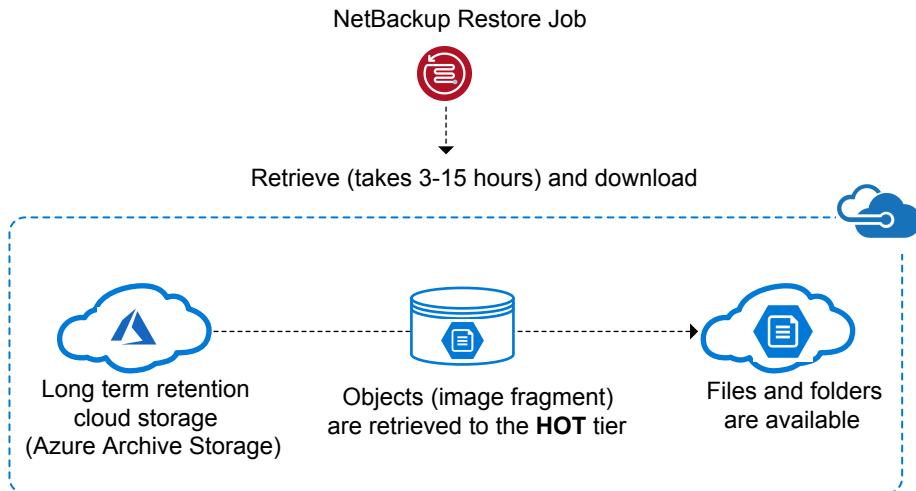 NetBackup Restore Job
Retrieve (takes 3-15 hours) and download
Long term retention
cloud storage
(Azure Archive Storage)
Objects (image fragment)
are retrieved to the HOT tier
Files and folders
are available